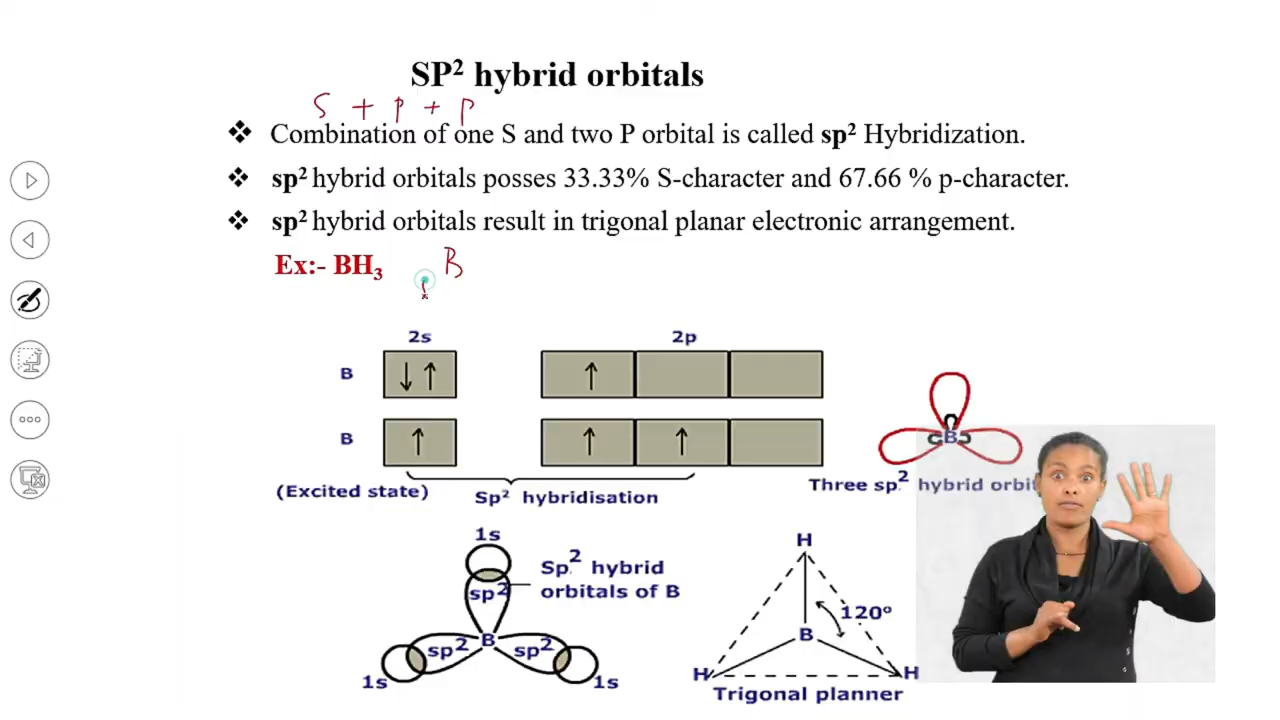 SP² hybrid orbitals
S + p + p
❖ Combination of one S and two P orbital is called sp² Hybridization.
❖ sp² hybrid orbitals posses 33.33% S-character and 67.66 % p-character.
❖ sp² hybrid orbitals result in trigonal planar electronic arrangement.
Ex:- BH₃ B
2s 2p
B
B
(Excited state) Sp² hybridisation
B
Three sp² hybrid orbit
1s
Sp² hybrid
orbitals of B
sp²
B
sp² sp²
1s 1s
H
120°
B
H H
Trigonal planner